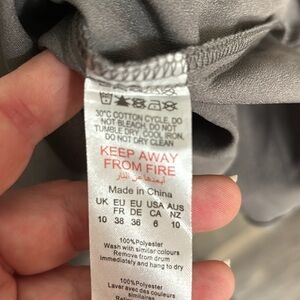 30°C COTTON CYCLE, DO
NOT BLEACH, DO NOT
TUMBLE DRY, COOL IRON,
DO NOT DRY CLEAN
KEEP AWAY
FROM FIRE
Made in China
UK EU EU USA AUS
FR DE CA NZ
10 38 36 6 10
100%Polyester
Wash with similar colours
Remove from drum
immediately and hang to dry
100%Polyester
Laver avec des couleurs
similaires